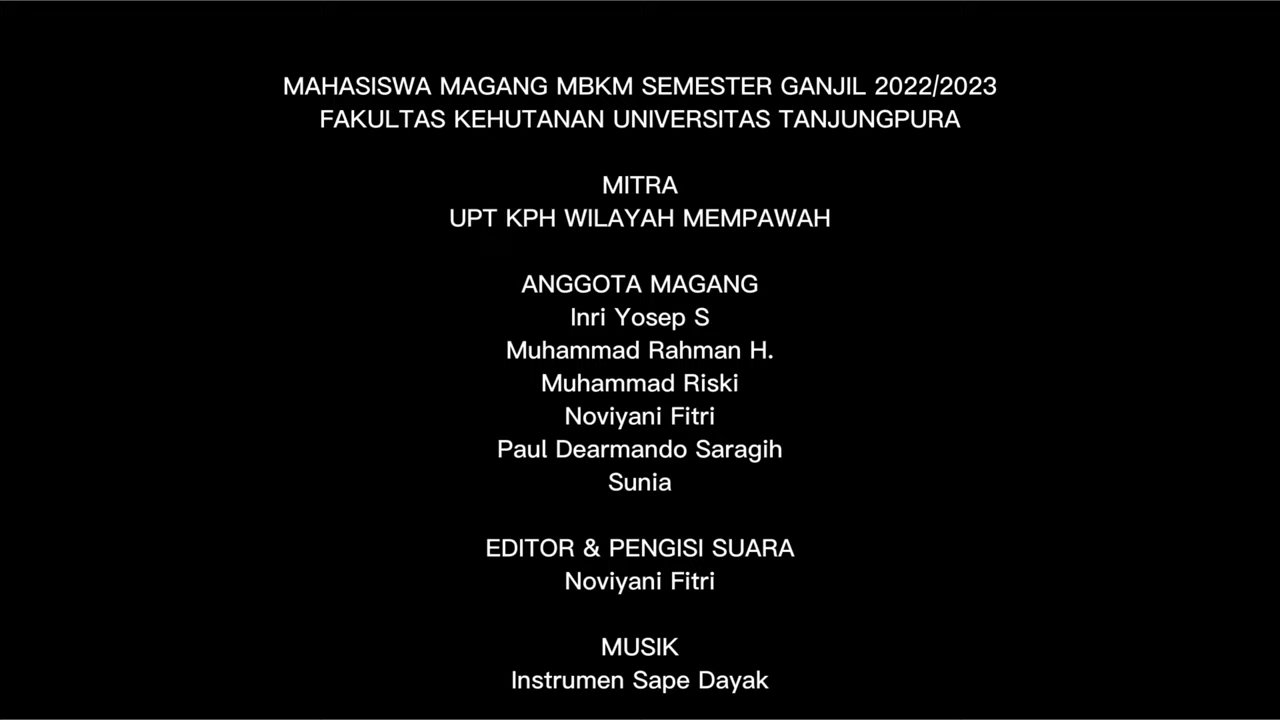 MAHASISWA MAGANG MBKM SEMESTER GANJIL 2022/2023
FAKULTAS KEHUTANAN UNIVERSITAS TANJUNGPURA
MITRA
UPT KPH WILAYAH MEMPAWAH
ANGGOTA MAGANG
Inri Yosep S
Muhammad Rahman H.
Muhammad Riski
Noviyani Fitri
Paul Dearmando Saragih
Sunia
EDITOR & PENGISI SUARA
Noviyani Fitri
MUSIK
Instrumen Sape Dayak